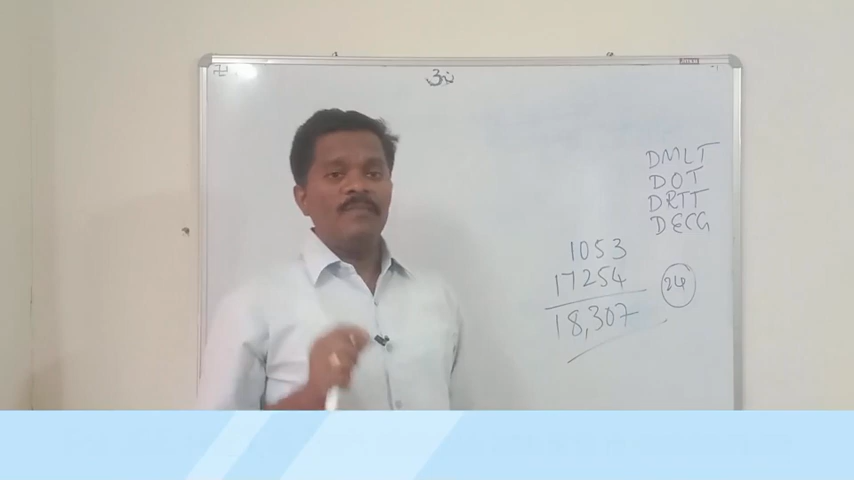 DMLT
DOT
DRTT
DECG
1053
17254
24
18,307